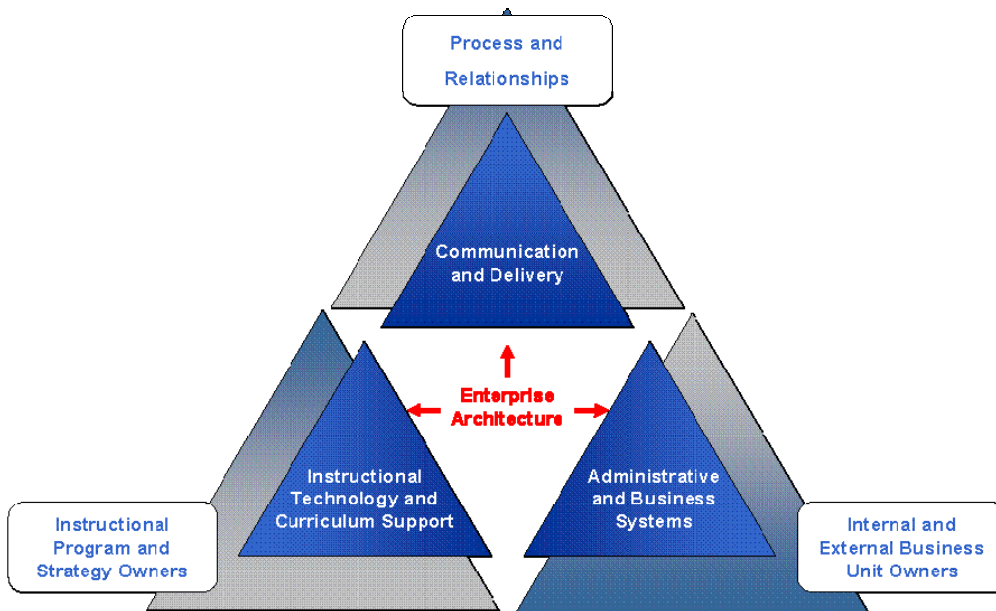 Process and
Relationships
Communication
and Delivery
Enterprise
Architecture
Instructional
Technology and
Curriculum Support
Administrative
and Business
Systems
Instructional
Program and
Strategy Owners
Internal and
External Business
Unit Owners